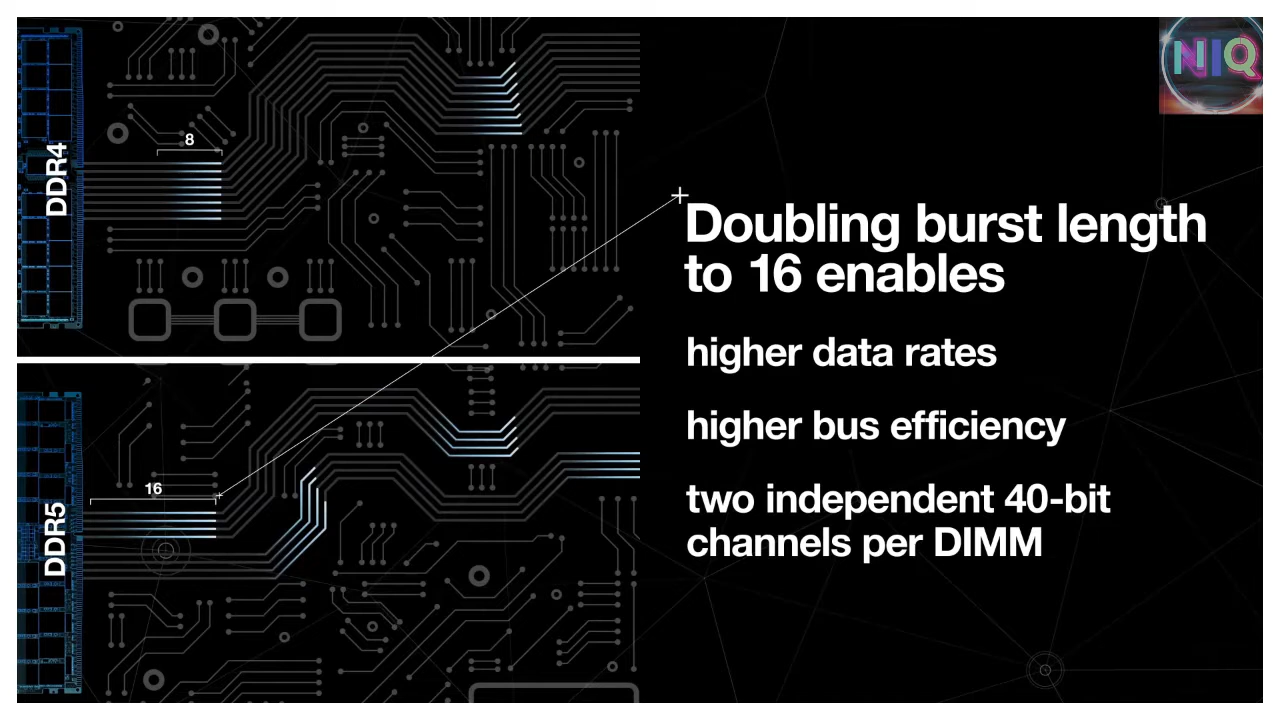 NIQ
8
DDR4
Doubling burst length
to 16 enables
higher data rates
higher bus efficiency
16
two independent 40-bit
channels per DIMM
DDR5